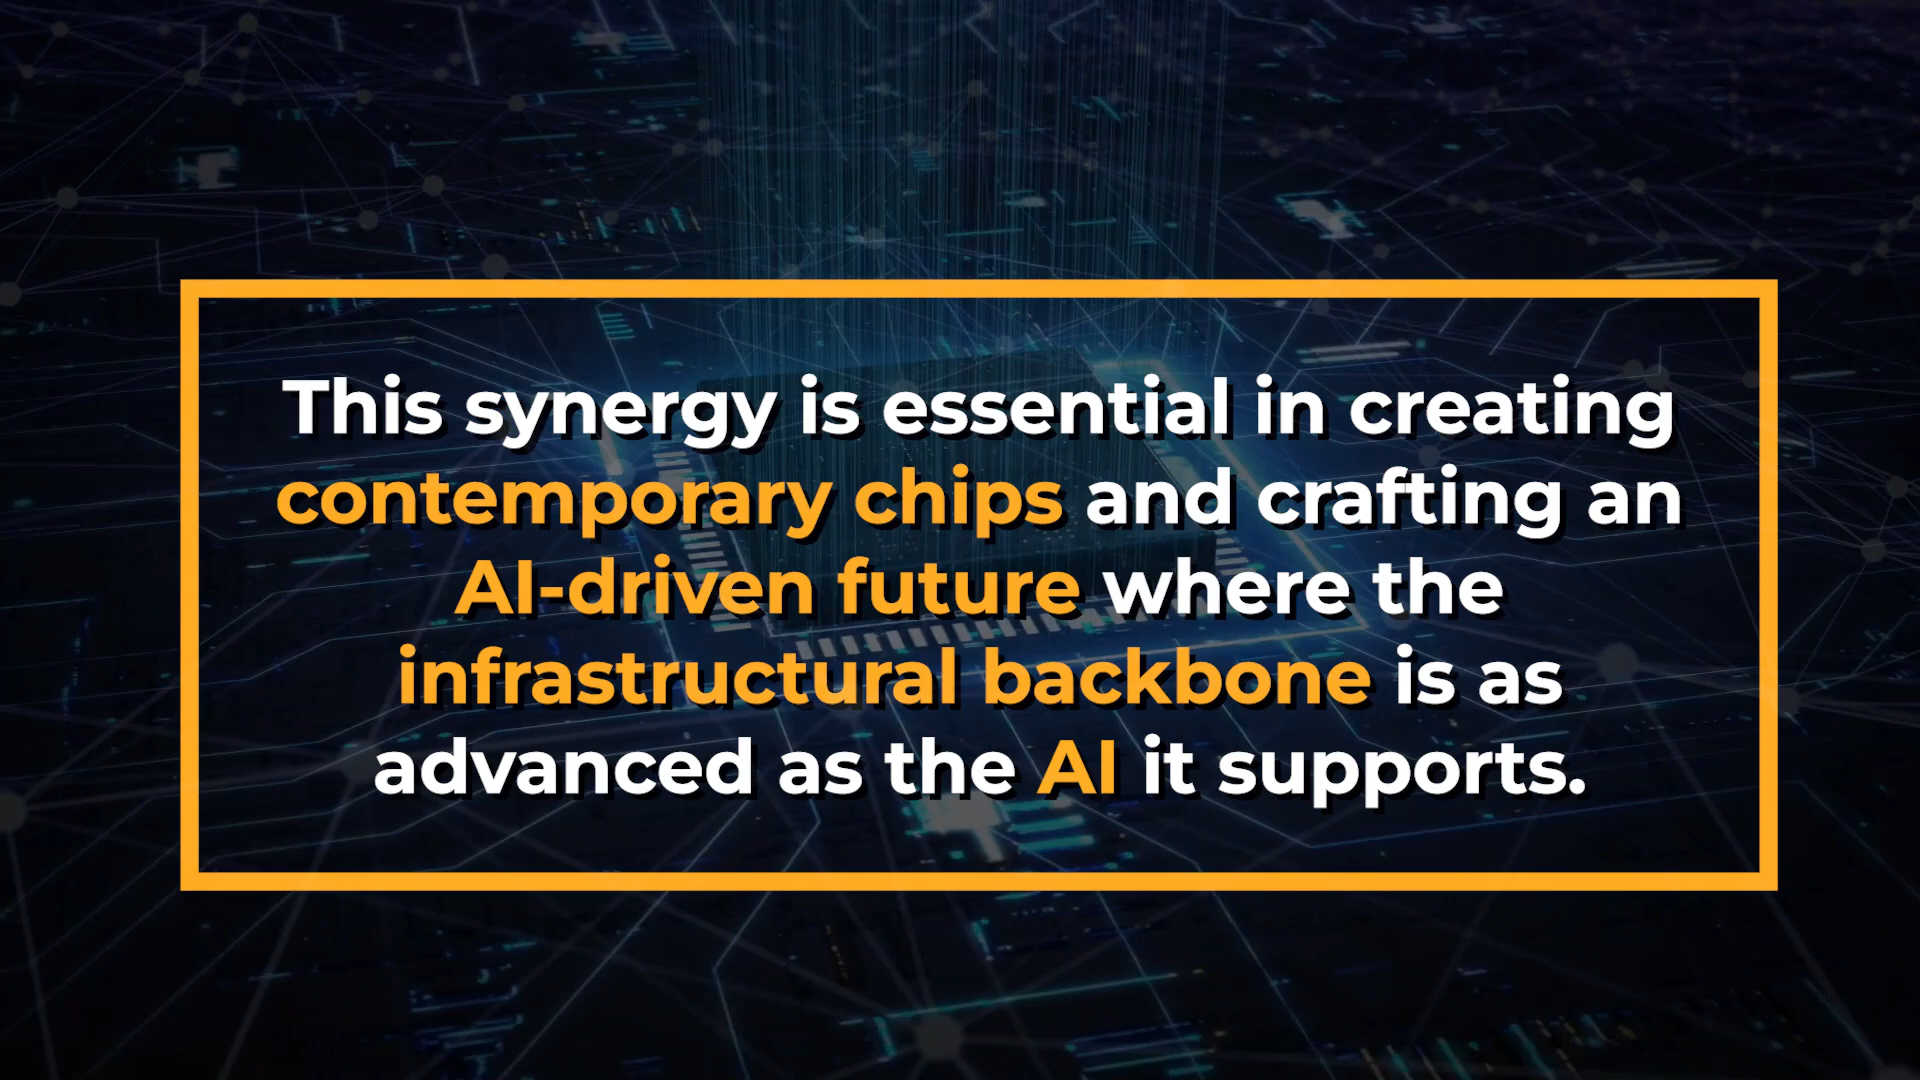 This synergy is essential in creating
contemporary chips and crafting an
AI-driven future where the
infrastructural backbone is as
advanced as the AI it supports.